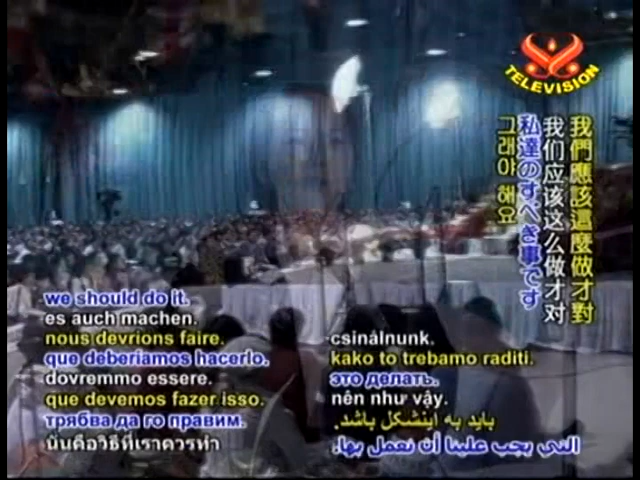 TELEVISION
我們應該這麼做才對
我们应该这么做才对
私達のすべき事です
그래야 해요
we should do it.
es auch machen.
nous devrions faire.
que deberíamos hacerlo.
dovremmo essere.
que devemos fazer isso.
трябва да го правим.
นั่นคือวิธีที่เราควรทำ
csinálnunk.
kako to trebamo raditi.
это делать.
nên như vậy.
باید به اینشکل باشد.
التي يجب علينا أن نعمل بها.